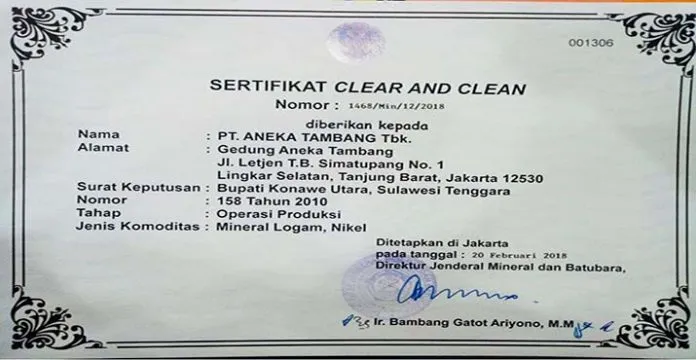 001306
SERTIFIKAT CLEAR AND CLEAN
Nomor : 1468/Min/12/2018
diberikan kepada
Nama : PT. ANEKA TAMBANG Tbk.
Alamat : Gedung Aneka Tambang
Jl. Letjen T.B. Simatupang No. 1
Lingkar Selatan, Tanjung Barat, Jakarta 12530
Surat Keputusan : Bupati Konawe Utara, Sulawesi Tenggara
Nomor : 158 Tahun 2010
Tahap : Operasi Produksi
Jenis Komoditas : Mineral Logam, Nikel
Ditetapkan di Jakarta
pada tanggal : 20 Februari 2018
Direktur Jenderal Mineral dan Batubara,
Ir. Bambang Gatot Ariyono, M.M